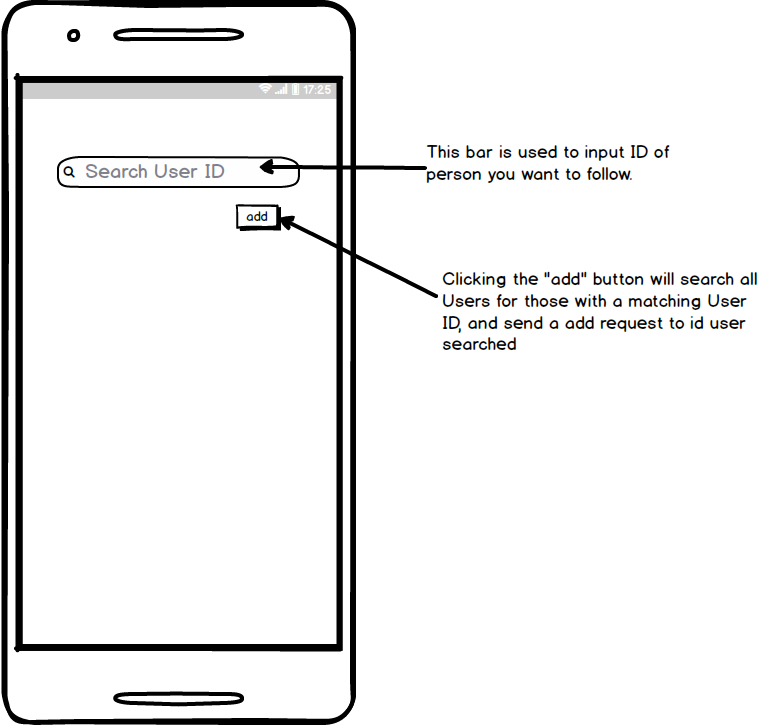 17:25
This bar is used to input ID of
person you want to follow.
Search User ID
add
Clicking the "add" button will search all
Users for those with a matching User
ID, and send a add request to id user
searched